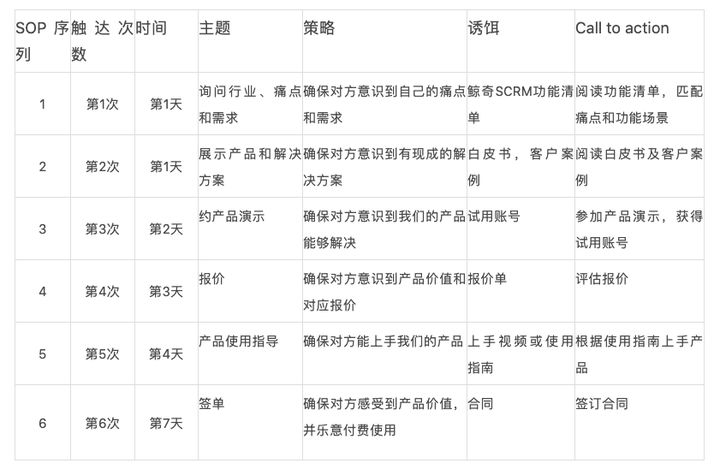 SOP 序 触 达 次 时间 主题 策略 诱饵 Call to action
列 数
1 第1次 第1天 询问行业、痛点 确保对方意识到自己的痛点 鲸奇SCRM功能清 阅读功能清单，匹配
和需求 和需求 单 痛点和功能场景
2 第2次 第1天 展示产品和解决 确保对方意识到有现成的解 白皮书，客户案 阅读白皮书及客户案
方案 决方案 例 例
3 第3次 第2天 约产品演示 确保对方意识到我们的产品 试用账号 参加产品演示，获得
能够解决 试用账号
4 第4次 第3天 报价 确保对方意识到产品价值和 报价单 评估报价
对应报价
5 第5次 第4天 产品使用指导 确保对方能上手我们的产品 上手视频或使用 根据使用指南上手产
指南 品
6 第6次 第7天 签单 确保对方感受到产品价值， 合同 签订合同
并乐意付费使用